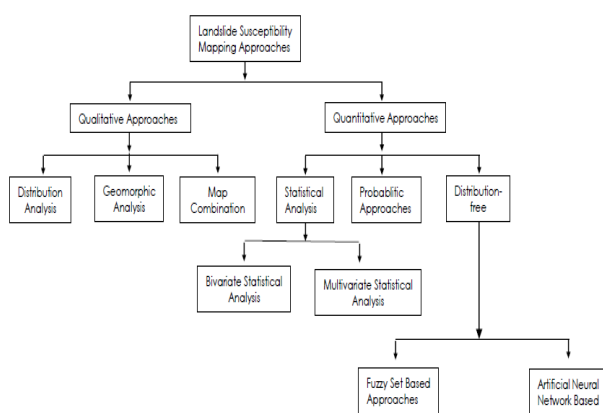 Landslide Susceptibility
Mapping Approaches
Qualitative Approaches
Quantitative Approaches
Distribution
Analysis
Geomorphic
Analysis
Map
Combination
Statistical
Analysis
Probablitic
Approaches
Distribution-
free
Bivariate Statistical
Analysis
Multivariate Statistical
Analysis
Fuzzy Set Based
Approaches
Artificial Neural
Network Based